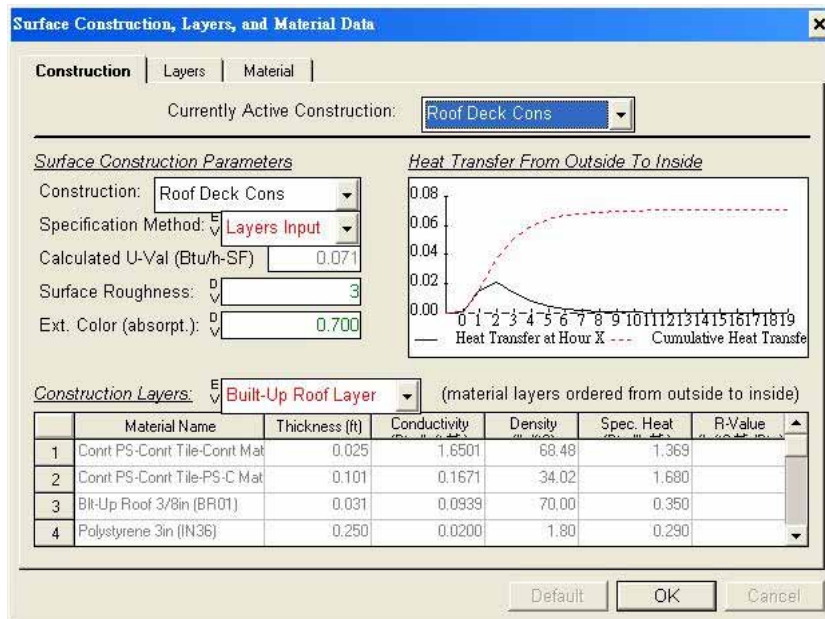 Surface Construction, Layers, and Material Data
Construction Layers Material
Currently Active Construction: Roof Deck Cons
Surface Construction Parameters
Construction: Roof Deck Cons
Specification Method: E V Layers Input
Calculated U-Val (Btu/h-SF) 0.071
Surface Roughness: D V 3
Ext. Color (absorpt.): D V 0.700
Heat Transfer From Outside To Inside
0.08
0.06
0.04
0.02
0.00
0 1 2 3 4 5 6 7 8 9 10 11 12 13 14 15 16 17 18 19
Heat Transfer at Hour X Cumulative Heat Transfe
Construction Layers: E V Built-Up Roof Layer (material layers ordered from outside to inside)
Material Name Thickness (ft) Conductivity Density Spec. Heat R-Value
1 Conrt PS-Conrt Tile-Conrt Mat 0.025 1.6501 68.48 1.369
2 Conrt PS-Conrt Tile-PS-C Mat 0.101 0.1671 34.02 1.680
3 Blt-Up Roof 3/8in (BR01) 0.031 0.0939 70.00 0.350
4 Polystyrene 3in (IN36) 0.250 0.0200 1.80 0.290
Default OK Cancel